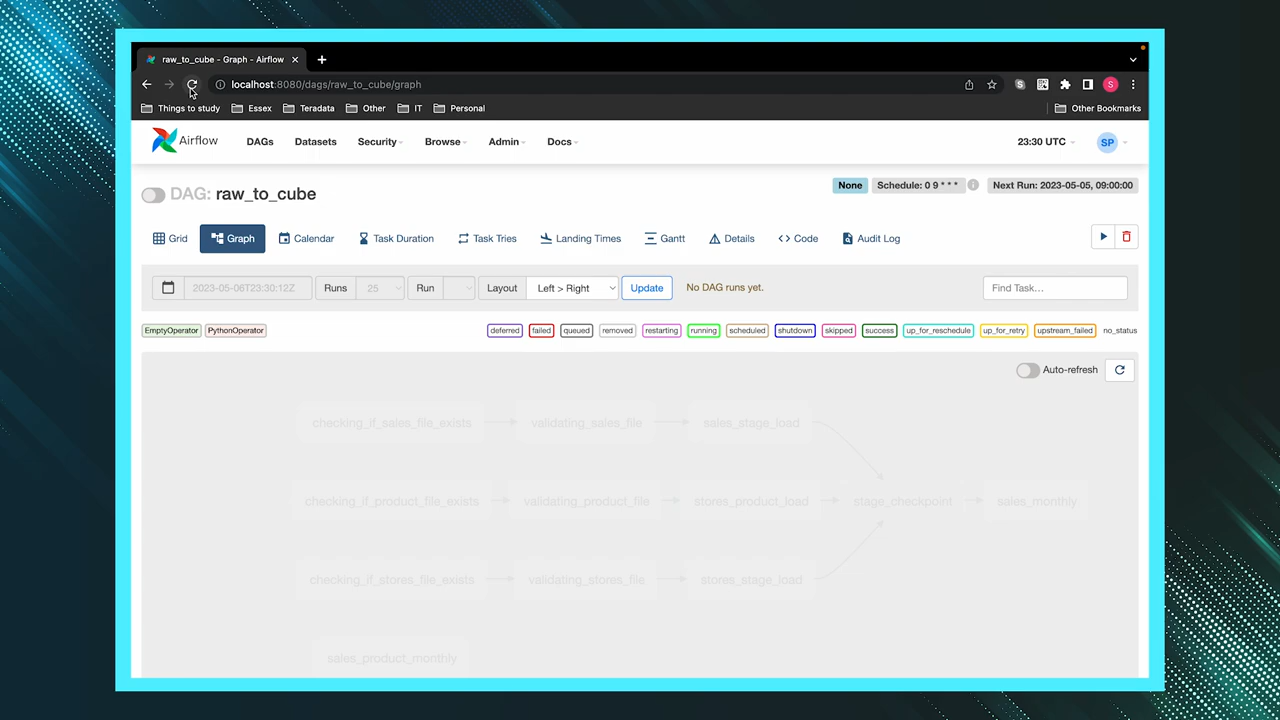 raw_to_cube - Graph - Airflow
localhost:8080/dags/raw_to_cube/graph
S
Things to study Essex Teradata Other IT Personal Other Bookmarks
Airflow DAGs Datasets Security Browse Admin Docs 23:30 UTC SP
DAG: raw_to_cube None Schedule: 0 9 * * * Next Run: 2023-05-05, 09:00:00
Grid Graph Calendar Task Duration Task Tries Landing Times Gantt Details <> Code Audit Log
2023-05-06T23:30:12Z Runs 25 Run Layout Left > Right Update No DAG runs yet. Find Task...
EmptyOperator PythonOperator deferred failed queued removed restarting running scheduled shutdown skipped success up_for_reschedule up_for_retry upstream_failed no_status
Auto-refresh
checking_if_sales_file_exists validating_sales_file sales_stage_load
checking_if_product_file_exists validating_product_file stores_product_load stage_checkpoint sales_monthly
checking_if_stores_file_exists validating_stores_file stores_stage_load
sales_product_monthly